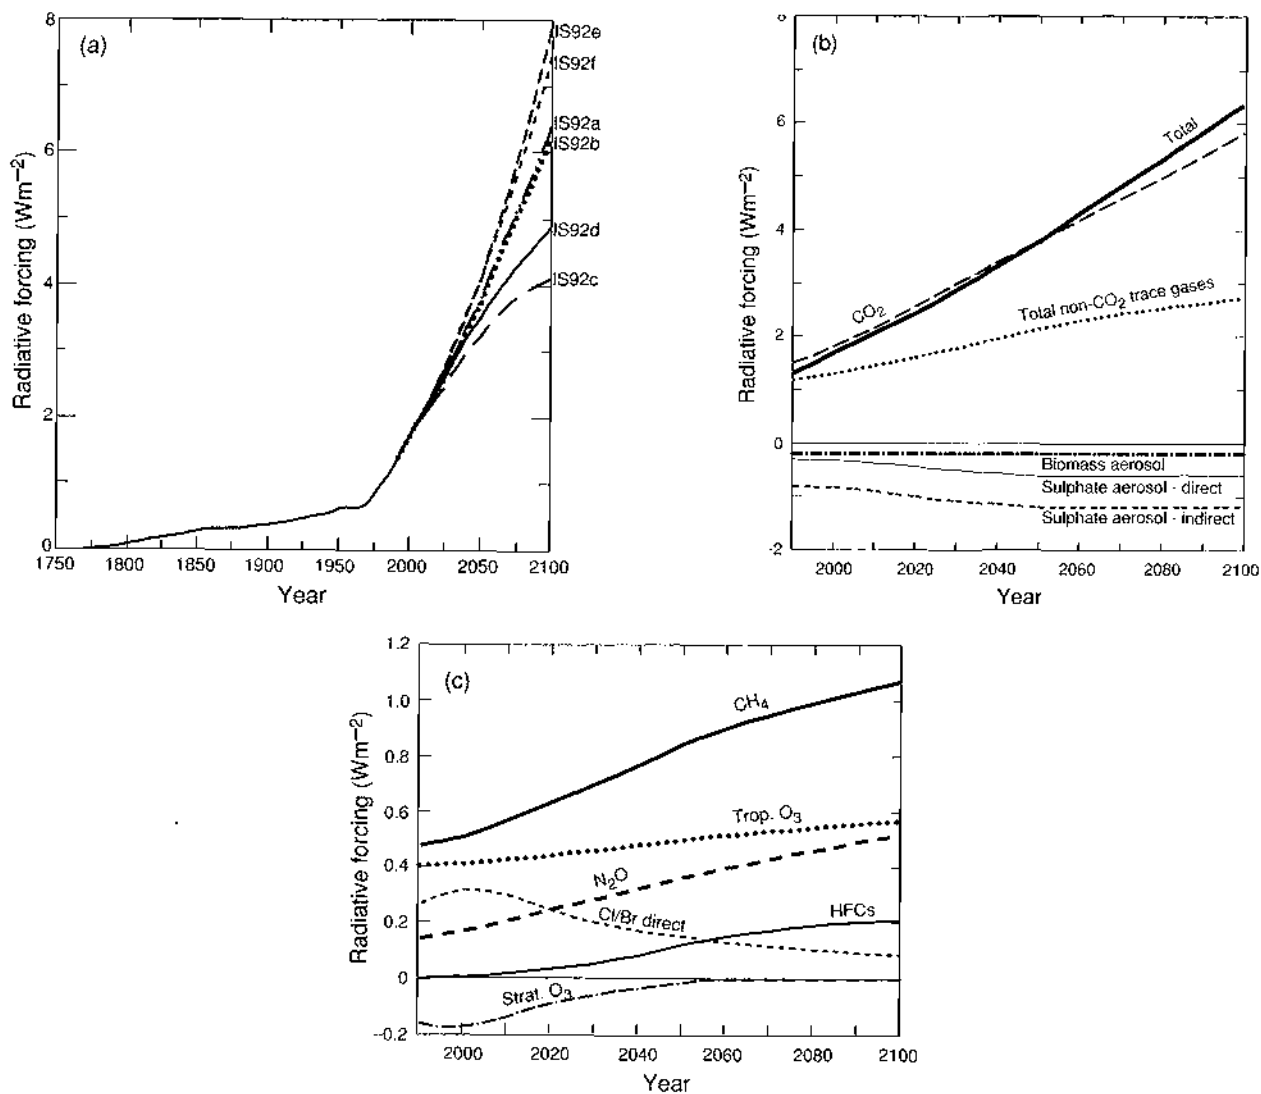 (a)
8
6
4
2
0
Radiative forcing (Wm−2)
IS92e
IS92f
IS92a
IS92b
IS92d
IS92c
1750 1800 1850 1900 1950 2000 2050 2100
Year
(b)
8
6
4
2
0
-2
Radiative forcing (Wm−2)
Total
CO2
Total non-CO2 trace gases
Biomass aerosol
Sulphate aerosol - direct
Sulphate aerosol - indirect
2000 2020 2040 2060 2080 2100
Year
(c)
1.2
1.0
0.8
0.6
0.4
0.2
0
−0.2
Radiative forcing (Wm−2)
CH4
Trop. O3
N2O
Cl/Br direct
HFCs
Strat. O3
2000 2020 2040 2060 2080 2100
Year